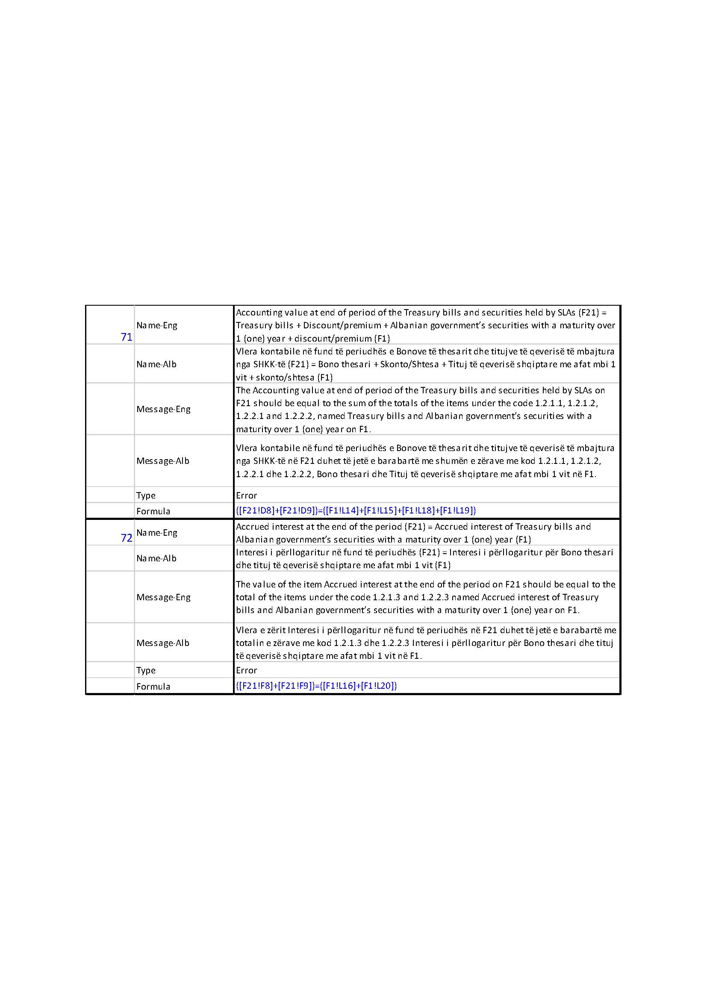 71
Name-Eng
Accounting value at end of period of the Treasury bills and securities held by SLAs (F21) =
Treasury bills + Discount/premium + Albanian government’s securities with a maturity over
1 (one) year + discount/premium (F1)
Name-Alb
Vlera kontabile në fund të periudhës e Bonove të thesarit dhe titujve të qeverisë të mbajtura
nga SHKK-të (F21) = Bono thesari + Skonto/Shtesa + Tituj të qeverisë shqiptare me afat mbi 1
vit + skonto/shtesa (F1)
Message-Eng
The Accounting value at end of period of the Treasury bills and securities held by SLAs on
F21 should be equal to the sum of the totals of the items under the code 1.2.1.1, 1.2.1.2,
1.2.2.1 and 1.2.2.2, named Treasury bills and Albanian government’s securities with a
maturity over 1 (one) year on F1.
Message-Alb
Vlera kontabile në fund të periudhës e Bonove të thesarit dhe titujve të qeverisë të mbajtura
nga SHKK-të në F21 duhet të jetë e barabartë me shumën e zërave me kod 1.2.1.1, 1.2.1.2,
1.2.2.1 dhe 1.2.2.2, Bono thesari dhe Tituj të qeverisë shqiptare me afat mbi 1 vit në F1.
Type
Error
Formula
([F21!D8]+[F21!D9])=([F1!L14]+[F1!L15]+[F1!L18]+[F1!L19])
72
Name-Eng
Accrued interest at the end of the period (F21) = Accrued interest of Treasury bills and
Albanian government’s securities with a maturity over 1 (one) year (F1)
Name-Alb
Interesi i përllogaritur në fund të periudhës (F21) = Interesi i përllogaritur për Bono thesari
dhe tituj të qeverisë shqiptare me afat mbi 1 vit (F1)
Message-Eng
The value of the item Accrued interest at the end of the period on F21 should be equal to the
total of the items under the code 1.2.1.3 and 1.2.2.3 named Accrued interest of Treasury
bills and Albanian government’s securities with a maturity over 1 (one) year on F1.
Message-Alb
Vlera e zërit Interesi i përllogaritur në fund të periudhës në F21 duhet të jetë e barabartë me
totalin e zërave me kod 1.2.1.3 dhe 1.2.2.3 Interesi i përllogaritur për Bono thesari dhe tituj
të qeverisë shqiptare me afat mbi 1 vit në F1.
Type
Error
Formula
([F21!F8]+[F21!F9])=([F1!L16]+[F1!L20])